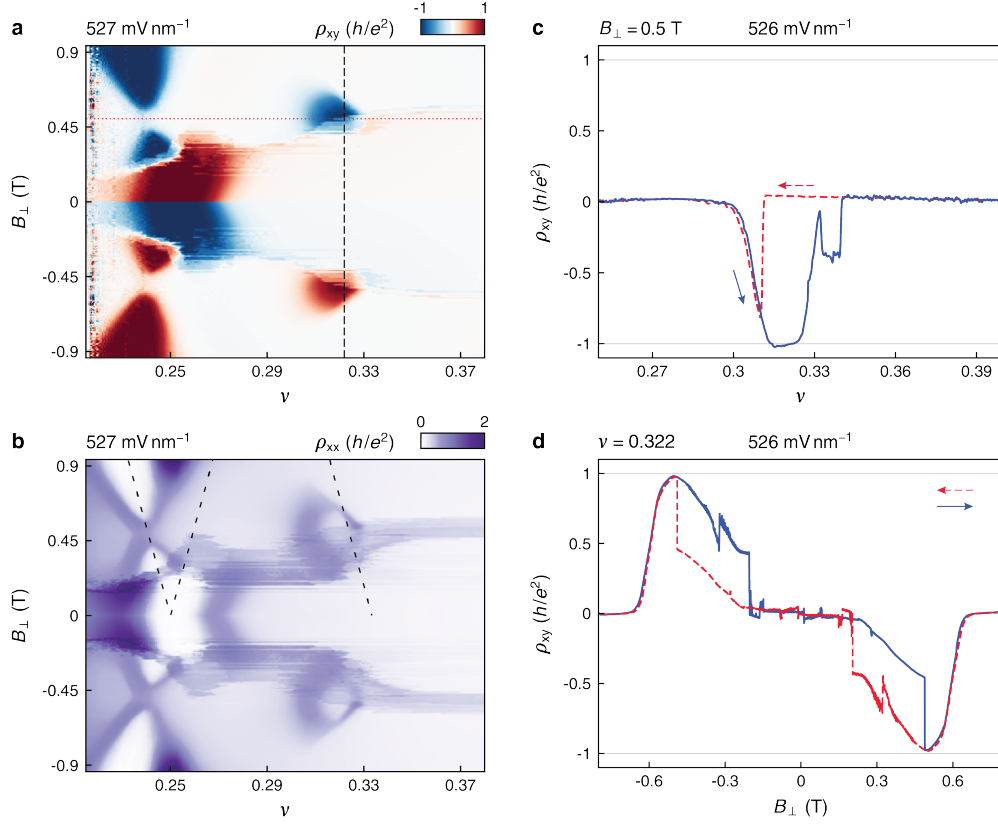 a 527 mV nm⁻¹ ρxy (h/e²) -1 1
0.9
0.45
0
-0.45
-0.9
B⊥ (T)
0.25 0.29 0.33 0.37
ν
b 527 mV nm⁻¹ ρxx (h/e²) 0 2
0.9
0.45
0
-0.45
-0.9
B⊥ (T)
0.25 0.29 0.33 0.37
ν
c B⊥ = 0.5 T 526 mV nm⁻¹
1
0.5
0
-0.5
-1
ρxy (h/e²)
0.27 0.3 0.33 0.36 0.39
ν
d ν = 0.322 526 mV nm⁻¹
1
0.5
0
-0.5
-1
ρxy (h/e²)
-0.6 -0.3 0 0.3 0.6
B⊥ (T)